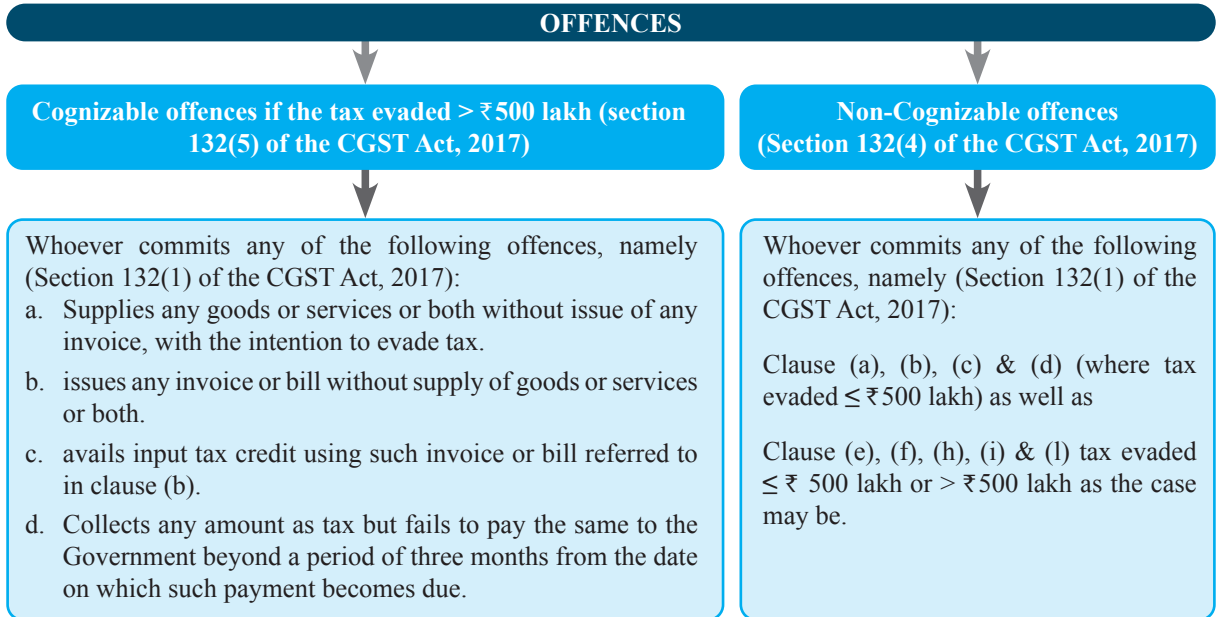 OFFENCES
Cognizable offences if the tax evaded > ₹500 lakh (section
132(5) of the CGST Act, 2017)
Whoever commits any of the following offences, namely
(Section 132(1) of the CGST Act, 2017):
a. Supplies any goods or services or both without issue of any
invoice, with the intention to evade tax.
b. issues any invoice or bill without supply of goods or services
or both.
c. avails input tax credit using such invoice or bill referred to
in clause (b).
d. Collects any amount as tax but fails to pay the same to the
Government beyond a period of three months from the date
on which such payment becomes due.
Non-Cognizable offences
(Section 132(4) of the CGST Act, 2017)
Whoever commits any of the following
offences, namely (Section 132(1) of the
CGST Act, 2017):
Clause (a), (b), (c) & (d) (where tax
evaded ≤ ₹500 lakh) as well as
Clause (e), (f), (h), (i) & (l) tax evaded
≤ ₹ 500 lakh or > ₹500 lakh as the case
may be.